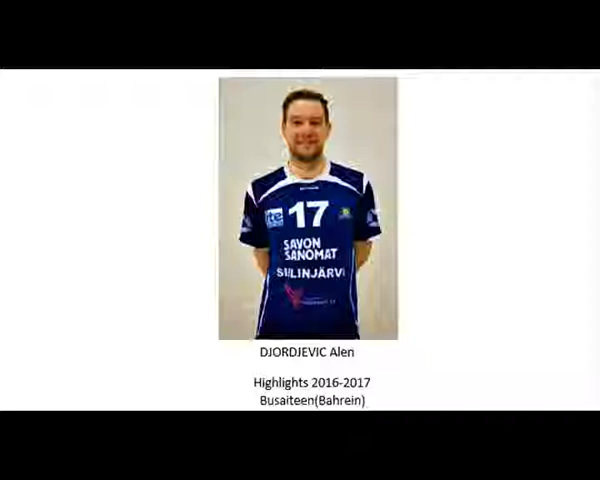 17
SAVON
SANOMAT
SIILINJÄRVI
DJORDJEVIC Alen
Highlights 2016-2017
Busaiteen(Bahrein)